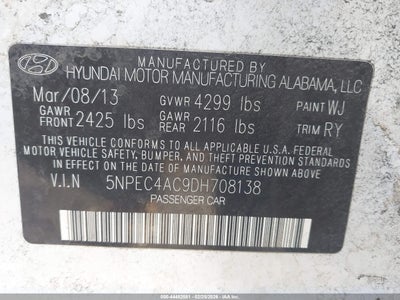 MANUFACTURED BY
HYUNDAI MOTOR MANUFACTURING ALABAMA, LLC
Mar/08/13 GVWR 4299 lbs PAINT WJ
GAWR FRONT 2425 lbs GAWR REAR 2116 lbs TRIM RY
THIS VEHICLE CONFORMS TO ALL APPLICABLE U.S.A. FEDERAL
MOTOR VEHICLE SAFETY, BUMPER, AND THEFT PREVENTION STANDARDS
IN EFFECT ON THE DATE OF MANUFACTURE SHOWN ABOVE.
V.I.N 5NPEC4AC9DH708138
PASSENGER CAR